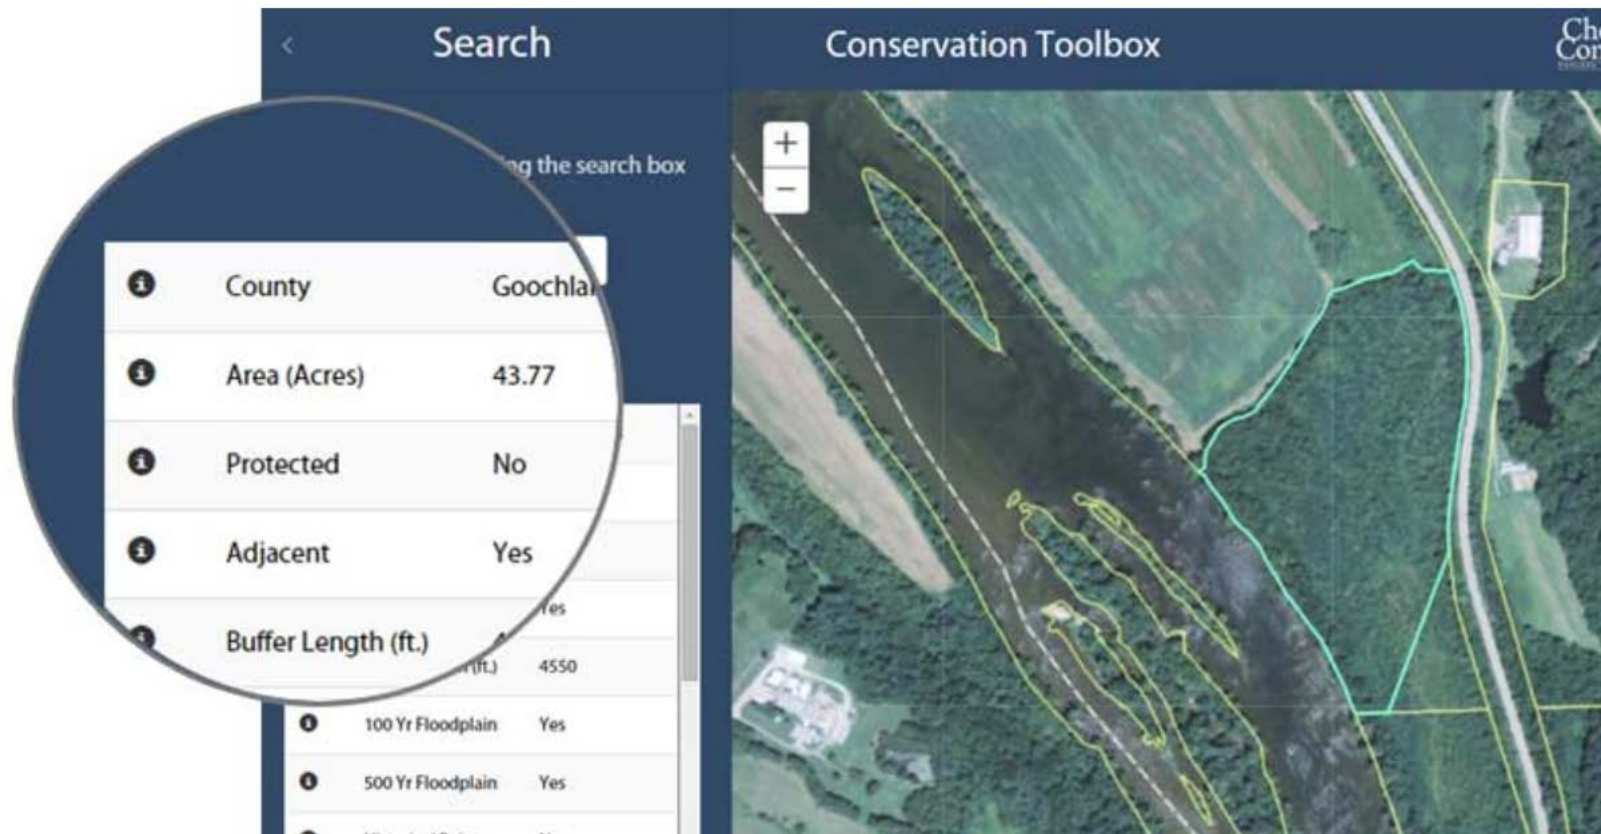 Search
Conservation Toolbox
the search box
+
−
County
Area (Acres) 43.77
Protected No
Adjacent Yes
Buffer Length (ft.)
Yes
4550
100 Yr Floodplain Yes
500 Yr Floodplain Yes